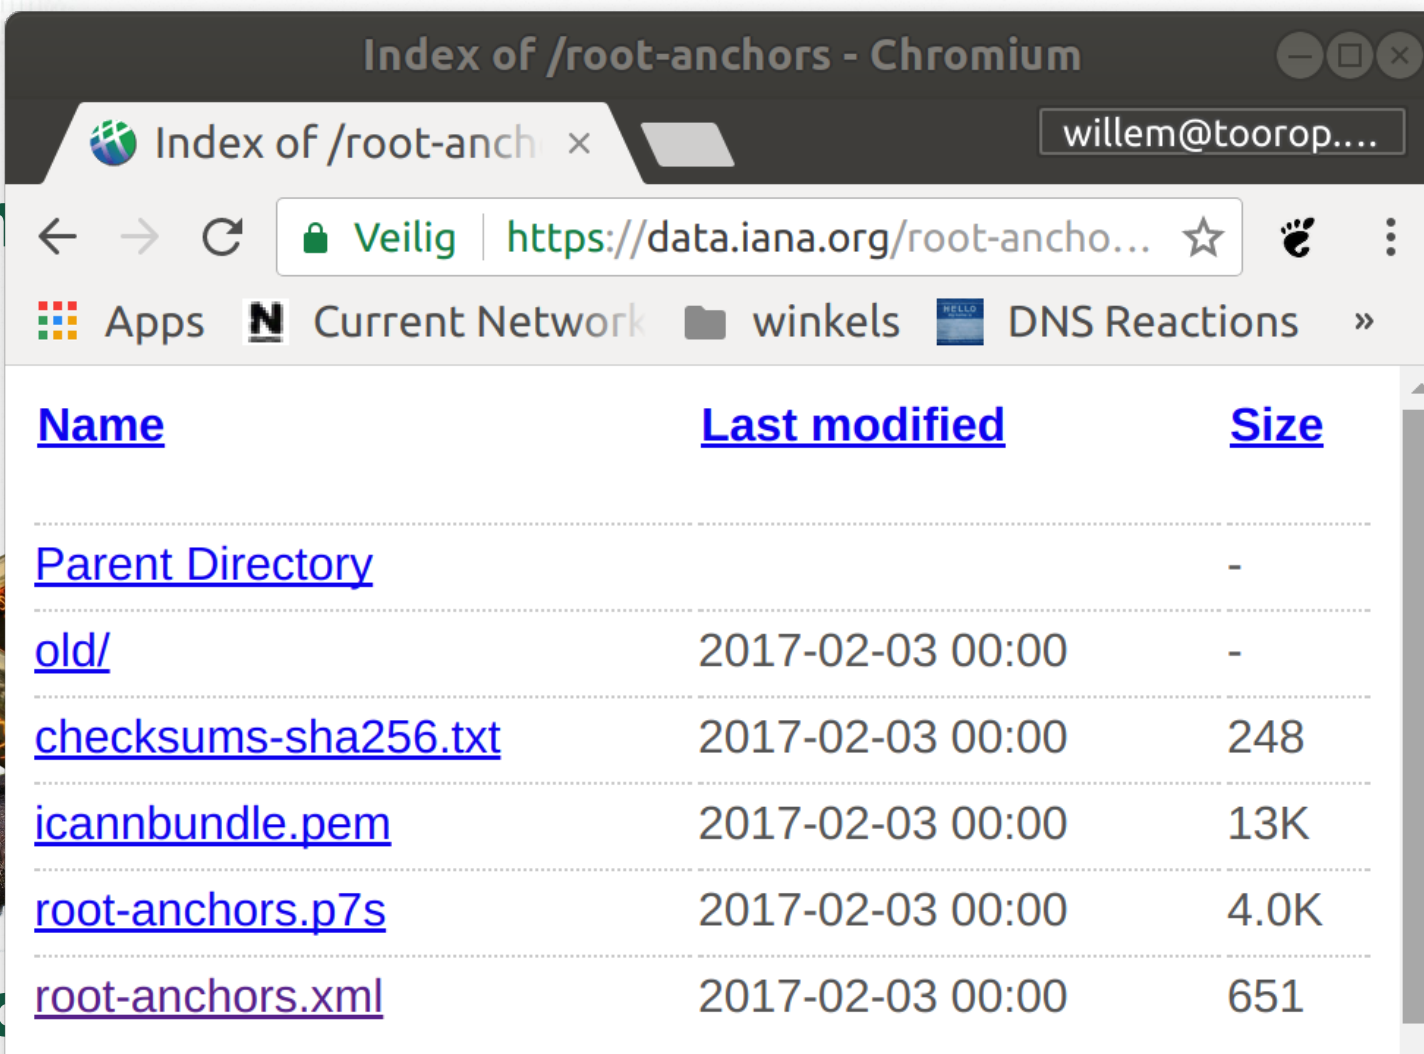 Index of /root-anchors - Chromium
Index of /root-anch
willem@toorop....
Veilig https://data.iana.org/root-ancho...
Apps N Current Network winkels HELLO DNS Reactions »
Name Last modified Size
Parent Directory -
old/ 2017-02-03 00:00 -
checksums-sha256.txt 2017-02-03 00:00 248
icannbundle.pem 2017-02-03 00:00 13K
root-anchors.p7s 2017-02-03 00:00 4.0K
root-anchors.xml 2017-02-03 00:00 651